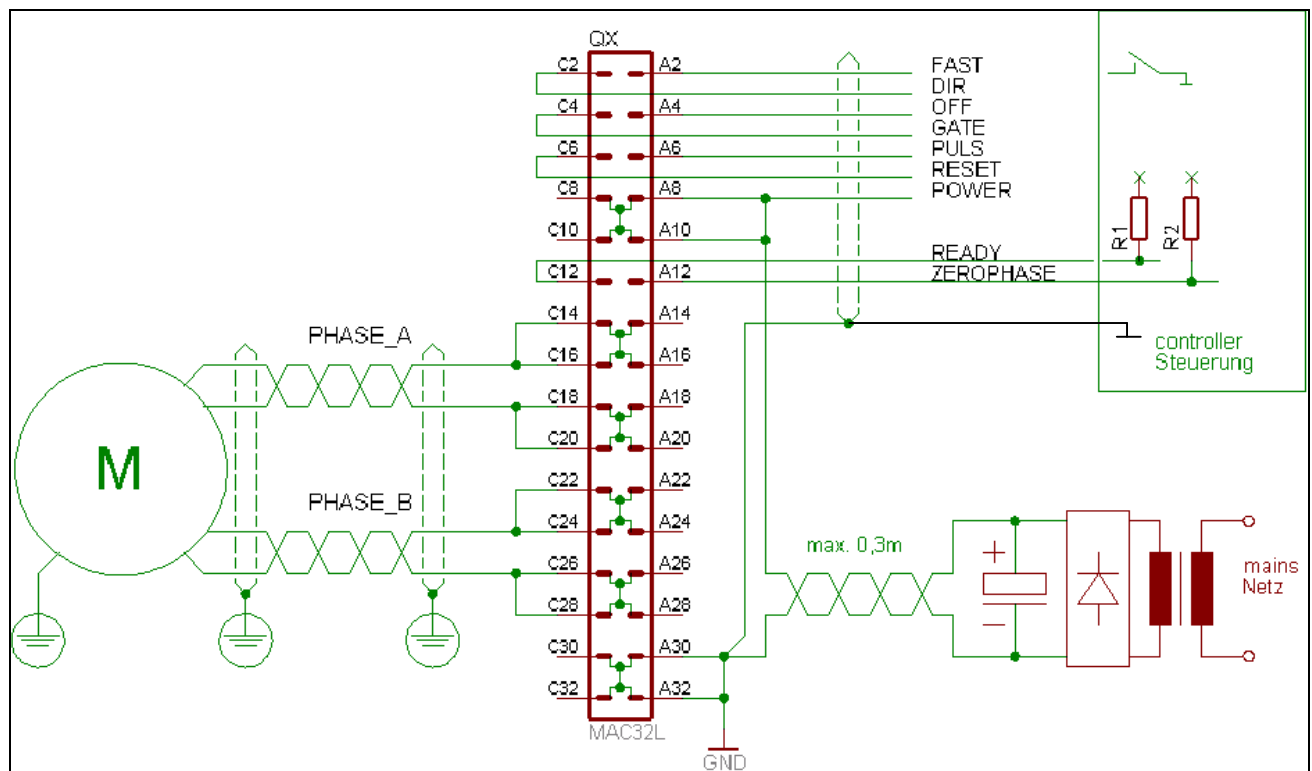 QX
C2 A2 FAST
DIR
C4 A4 OFF
GATE
C6 A6 PULS
RESET
C8 A8 POWER
C10 A10
READY
C12 A12 ZEROPHASE
R1 R2
C14 A14
PHASE_A
C16 A16
controller
Steuerung
C18 A18
C20 A20
M
C22 A22
PHASE_B
C24 A24
max. 0,3m
C26 A26
+
mains
Netz
C28 A28
−
C30 A30
C32 A32
MAC32L
GND